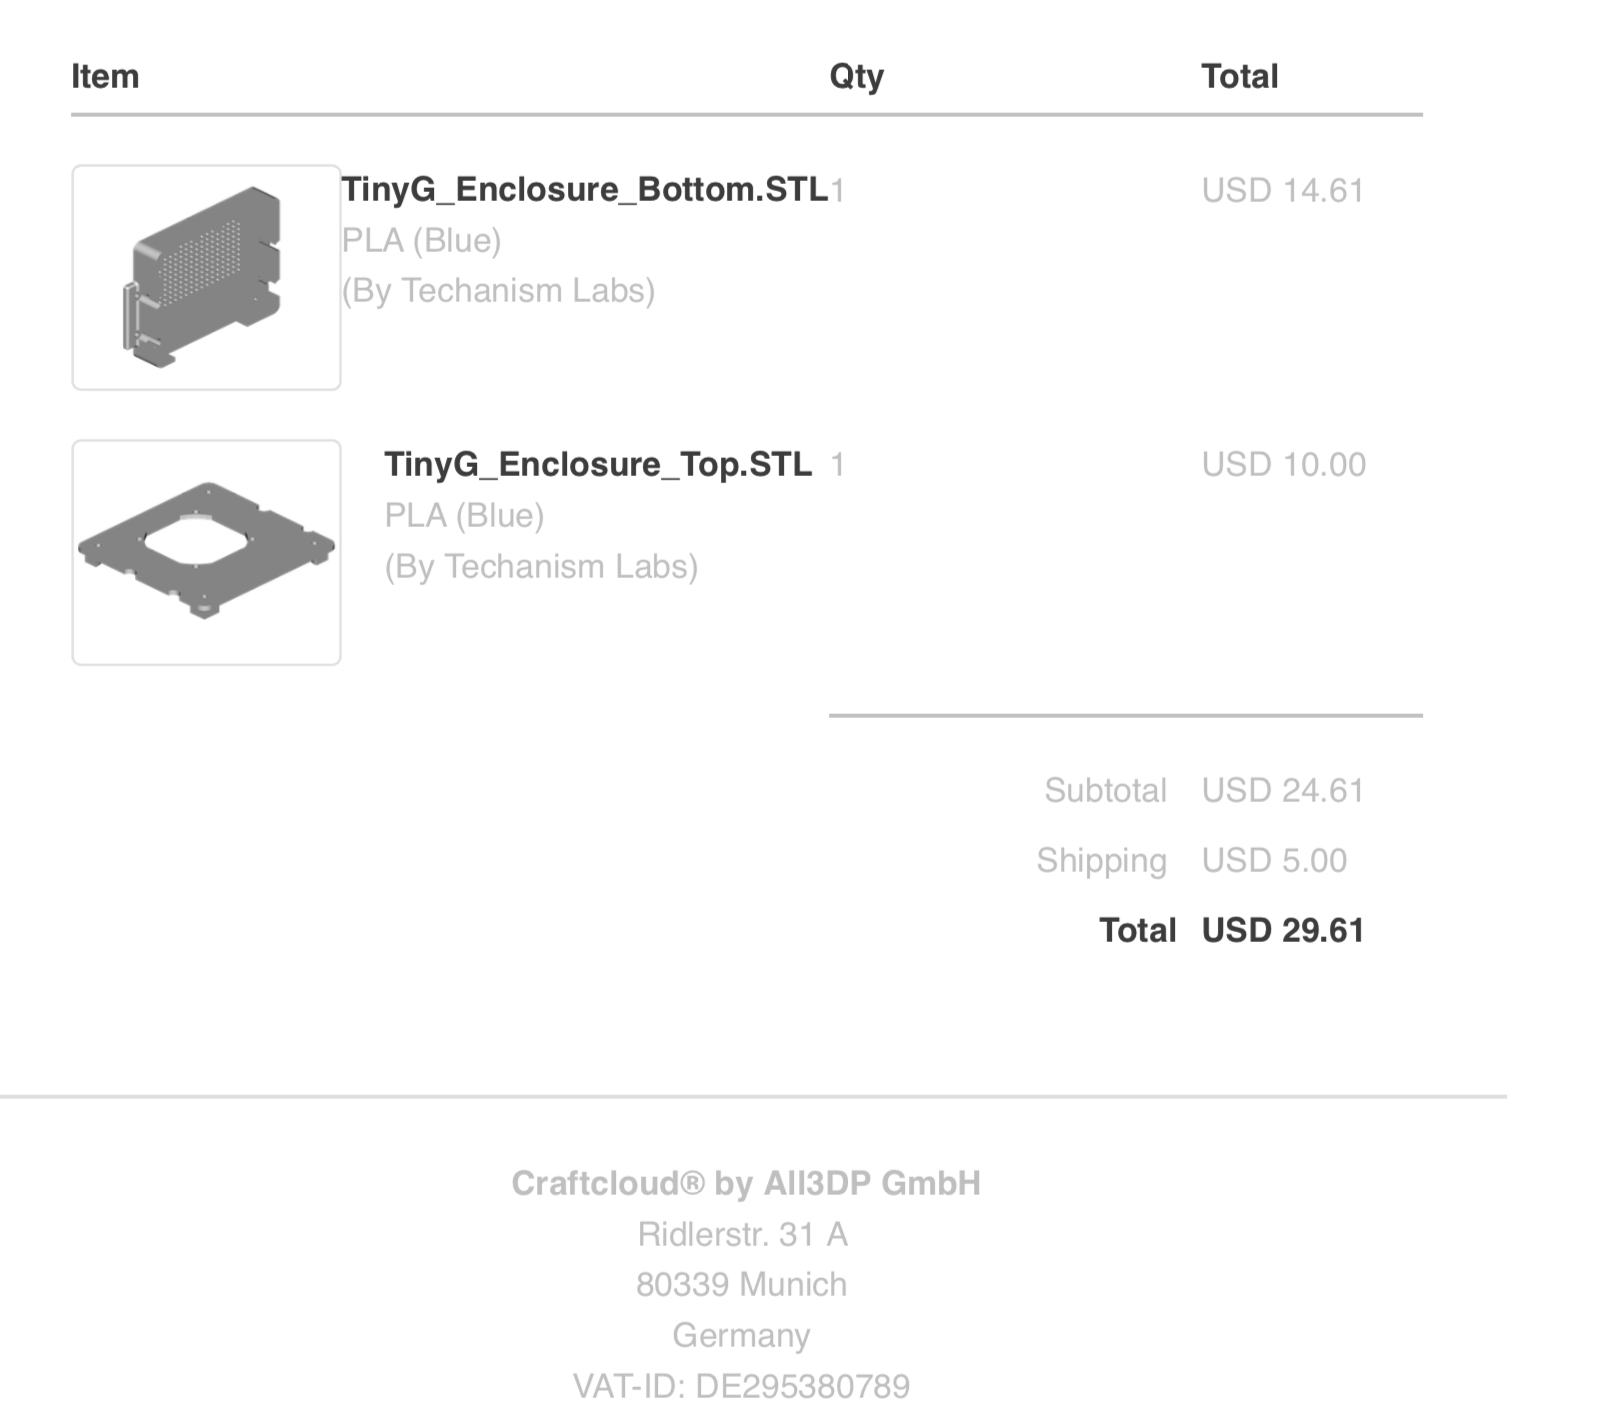 Item Qty Total
TinyG_Enclosure_Bottom.STL 1 USD 14.61
PLA (Blue)
(By Techanism Labs)
TinyG_Enclosure_Top.STL 1 USD 10.00
PLA (Blue)
(By Techanism Labs)
Subtotal USD 24.61
Shipping USD 5.00
Total USD 29.61
Craftcloud® by All3DP GmbH
Ridlerstr. 31 A
80339 Munich
Germany
VAT-ID: DE295380789